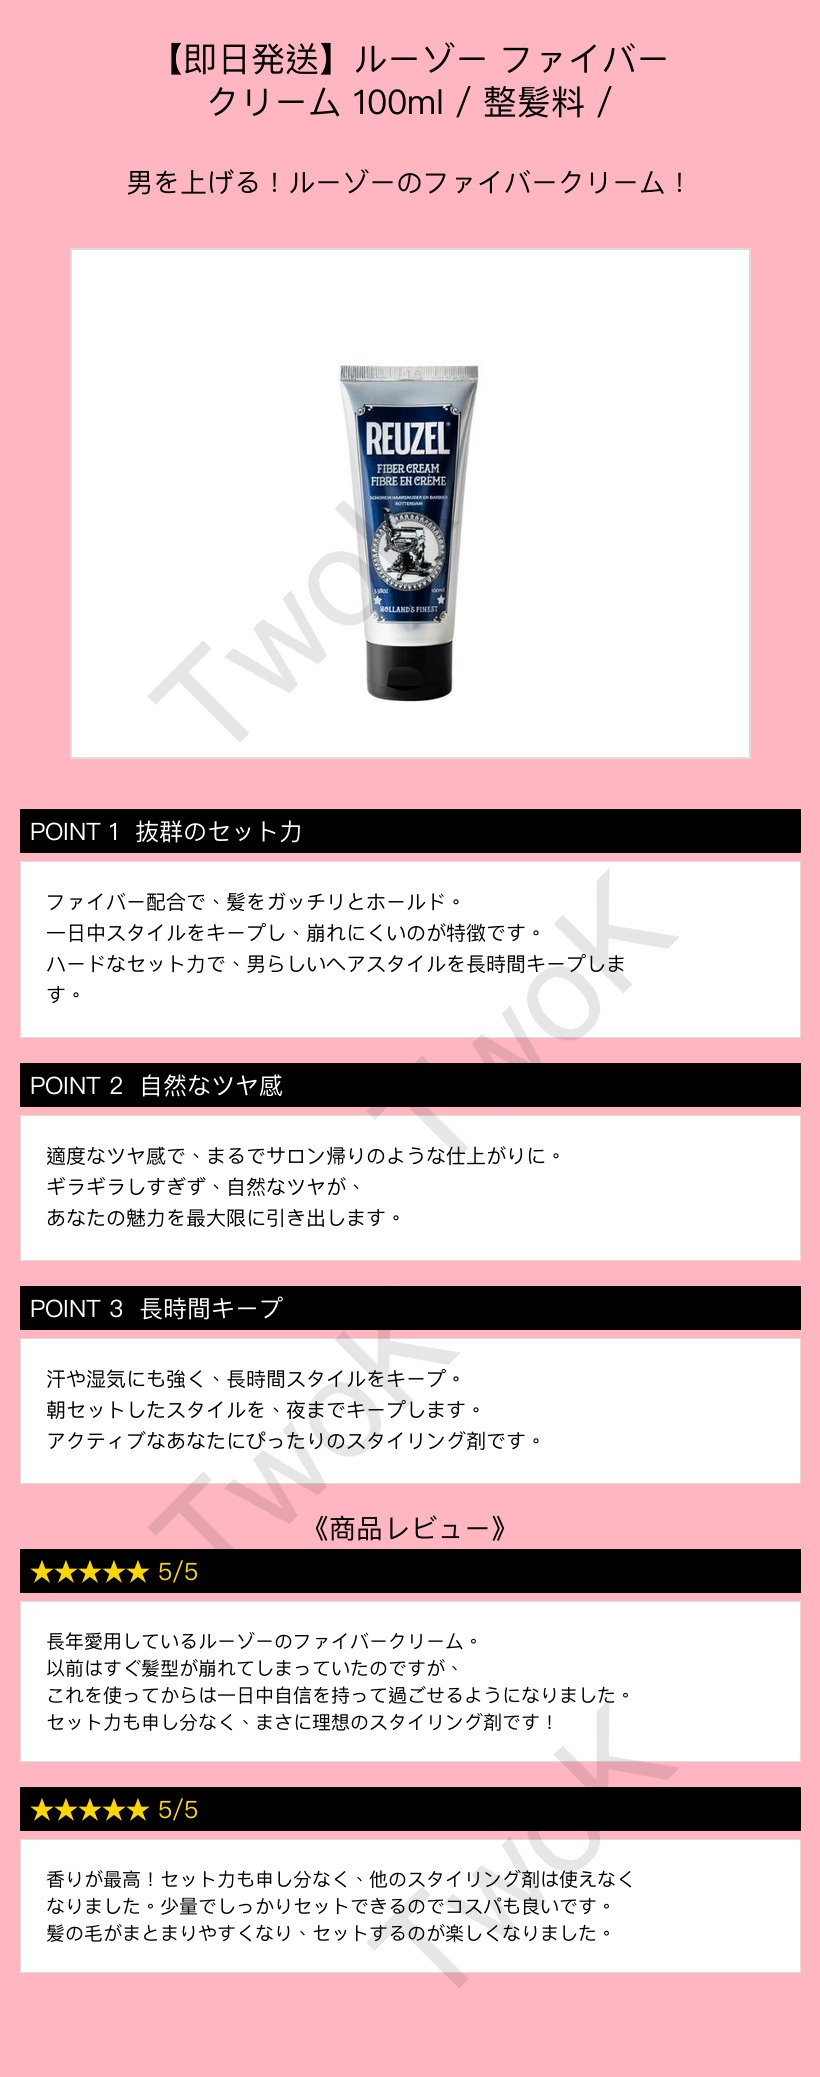 【即日発送】ルーゾー ファイバー
クリーム 100ml / 整髪料 /
男を上げる！ルーゾーのファイバークリーム！
REUZEL
FIBER CREAM
FIBRE EN CRÈME
SCHOREM HAARSNIJDER EN BARBIER
ROTTERDAM
3.38OZ 100ml
HOLLAND'S FINEST
TwoK
POINT 1 抜群のセット力
ファイバー配合で、髪をガッチリとホールド。
一日中スタイルをキープし、崩れにくいのが特徴です。
ハードなセット力で、男らしいヘアスタイルを長時間キープしま
す。
TwoK
POINT 2 自然なツヤ感
適度なツヤ感で、まるでサロン帰りのような仕上がりに。
ギラギラしすぎず、自然なツヤが、
あなたの魅力を最大限に引き出します。
POINT 3 長時間キープ
汗や湿気にも強く、長時間スタイルをキープ。
朝セットしたスタイルを、夜までキープします。
アクティブなあなたにぴったりのスタイリング剤です。
TwoK
《商品レビュー》
★★★★★ 5/5
長年愛用しているルーゾーのファイバークリーム。
以前はすぐ髪型が崩れてしまっていたのですが、
これを使ってからは一日中自信を持って過ごせるようになりました。
セット力も申し分なく、まさに理想のスタイリング剤です！
★★★★★ 5/5
香りが最高！セット力も申し分なく、他のスタイリング剤は使えなく
なりました。少量でしっかりセットできるのでコスパも良いです。
髪の毛がまとまりやすくなり、セットするのが楽しくなりました。
TwoK